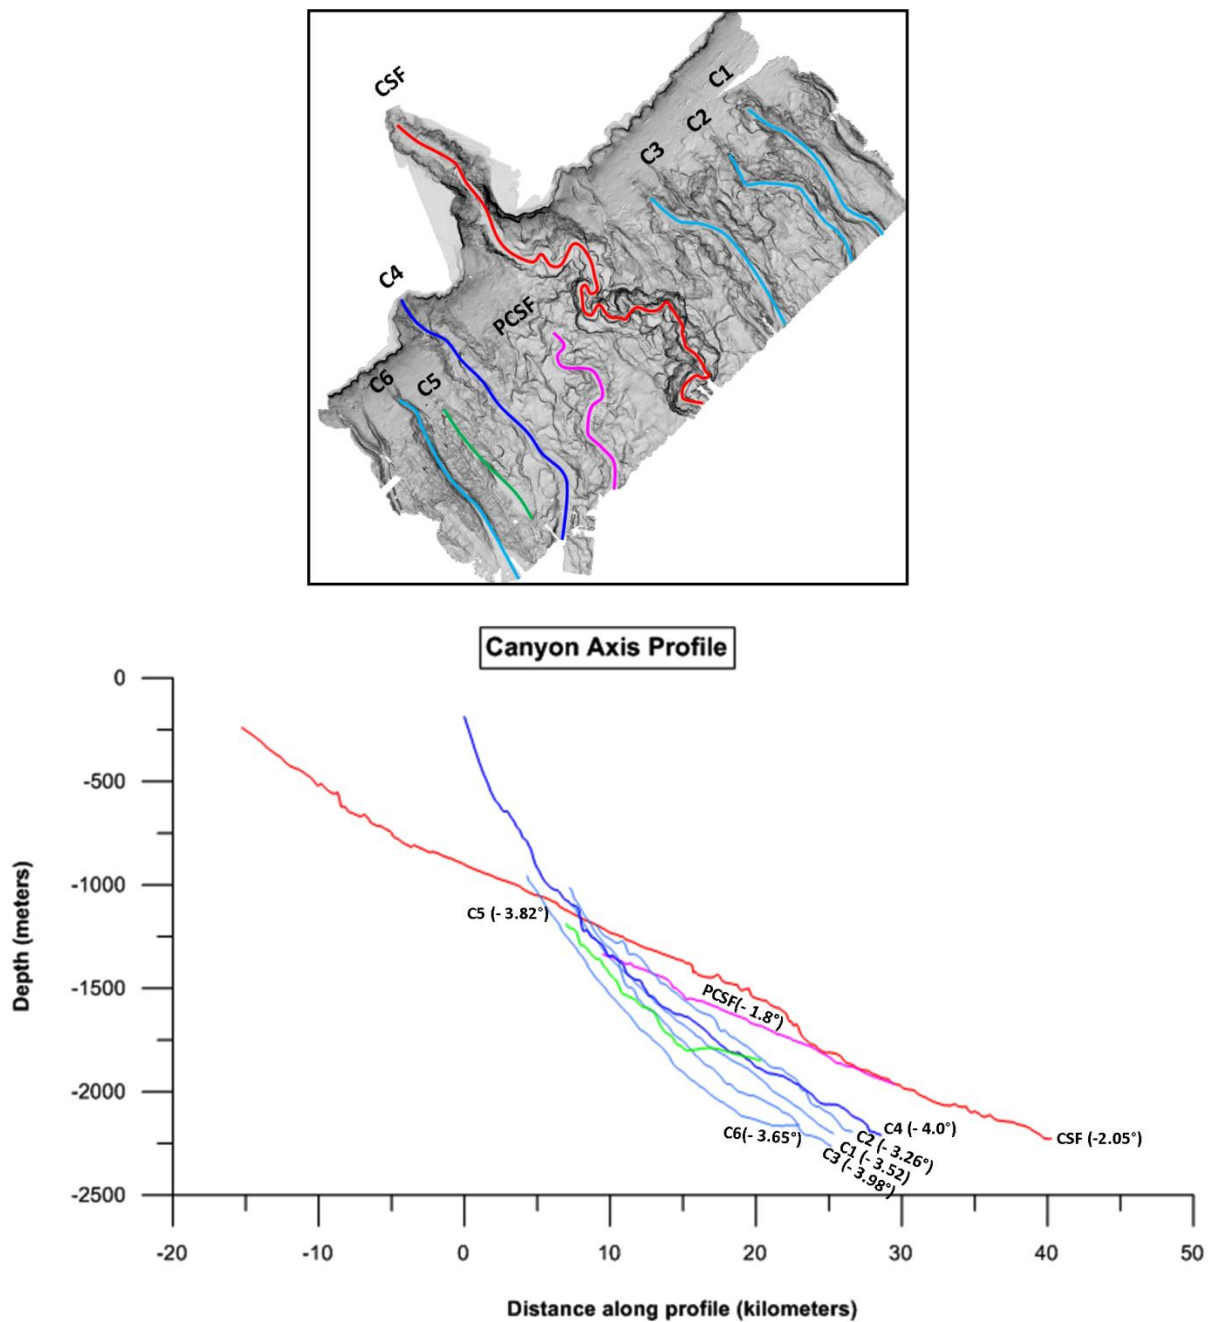 CSF
C1
C2
C3
C4
PCSF
C6
C5
Canyon Axis Profile
0
-500
-1000
-1500
-2000
-2500
Depth (meters)
C5 (- 3.82°)
PCSF(- 1.8°)
C6(- 3.65°)
C4 (- 4.0°)
C2 (- 3.26°)
C1 (- 3.52)
C3 (-3.98°)
CSF (-2.05°)
-20
-10
0
10
20
30
40
50
Distance along profile (kilometers)